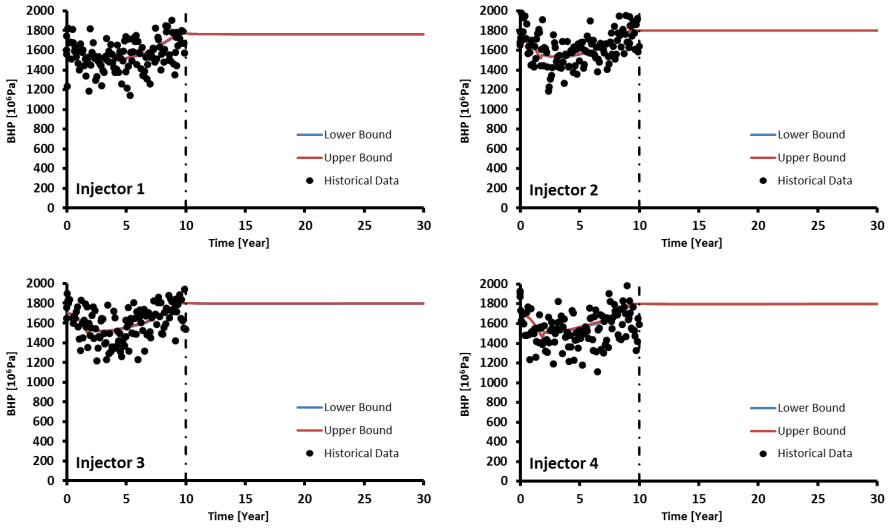 2000
1800
1600
1400
1200
1000
800
600
400
200
0
BHP [10⁶Pa]
Lower Bound
Upper Bound
Historical Data
Injector 1
0 5 10 15 20 25 30
Time [Year]
2000
1800
1600
1400
1200
1000
800
600
400
200
0
BHP [10⁶Pa]
Lower Bound
Upper Bound
Historical Data
Injector 2
0 5 10 15 20 25 30
Time [Year]
2000
1800
1600
1400
1200
1000
800
600
400
200
0
BHP [10⁶Pa]
Lower Bound
Upper Bound
Historical Data
Injector 3
0 5 10 15 20 25 30
Time [Year]
2000
1800
1600
1400
1200
1000
800
600
400
200
0
BHP [10⁶Pa]
Lower Bound
Upper Bound
Historical Data
Injector 4
0 5 10 15 20 25 30
Time [Year]